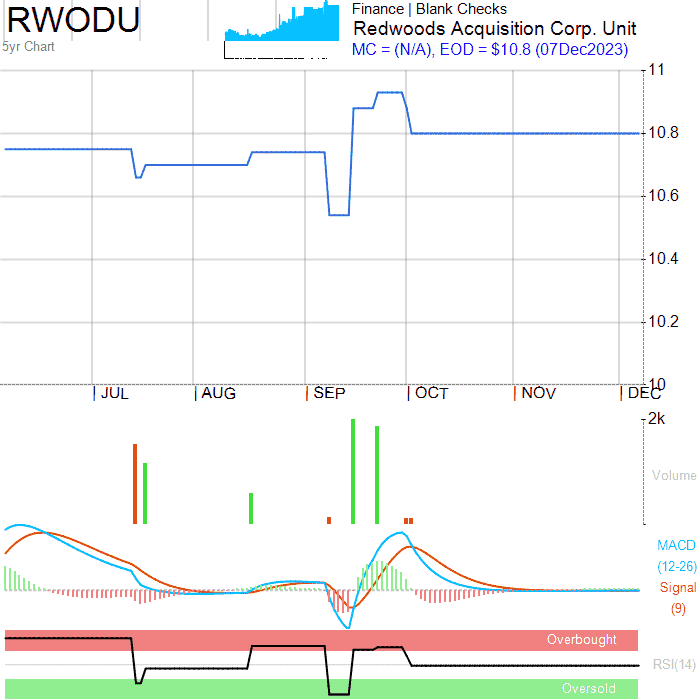 RWODU
5yr Chart
Finance | Blank Checks
Redwoods Acquisition Corp. Unit
MC = (N/A), EOD = $10.8 (07Dec2023)
11
10.8
10.6
10.4
10.2
10
JUL AUG SEP OCT NOV DEC
2k
Volume
MACD
(12-26)
Signal
(9)
Overbought
RSI(14)
Oversold